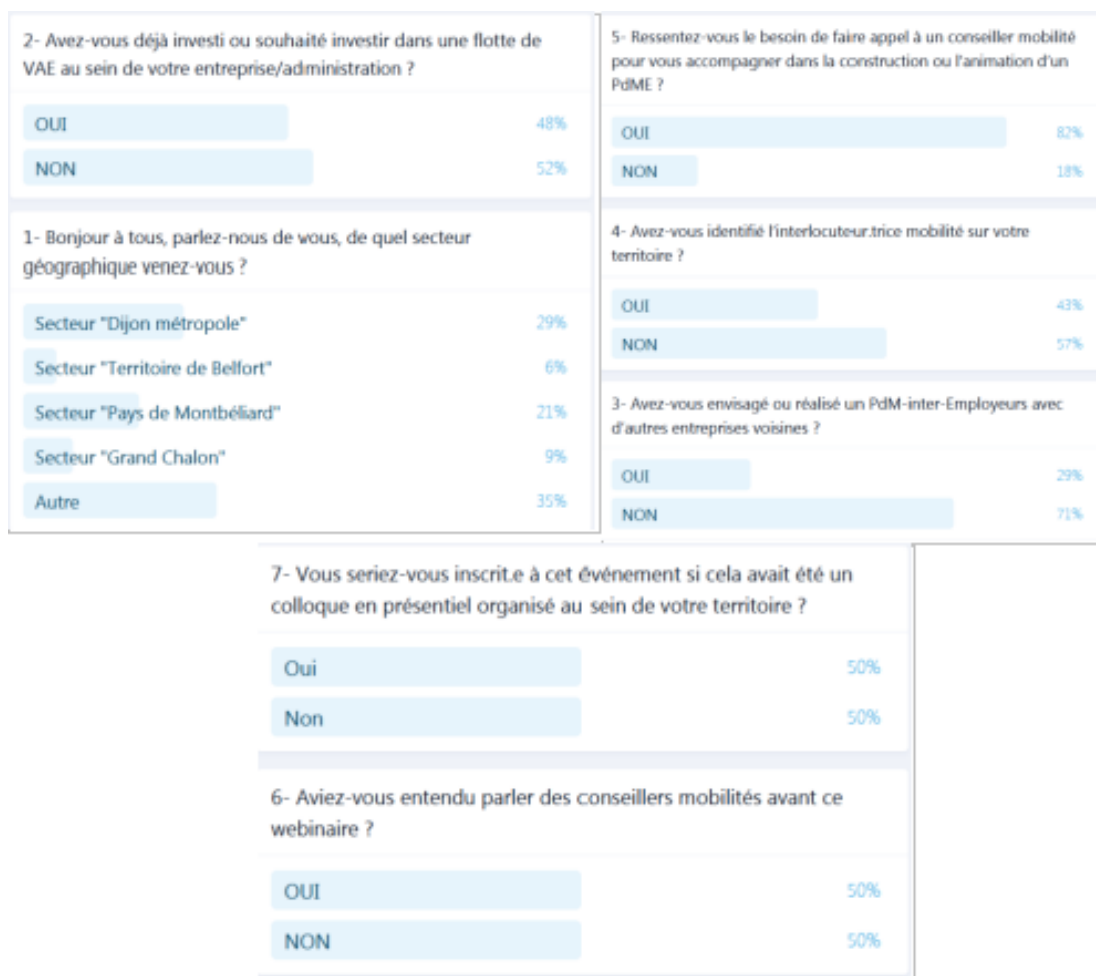 2- Avez-vous déjà investi ou souhaité investir dans une flotte de
VAE au sein de votre entreprise/administration ?
OUI 48%
NON 52%
1- Bonjour à tous, parlez-nous de vous, de quel secteur
géographique venez-vous ?
Secteur "Dijon métropole" 29%
Secteur "Territoire de Belfort" 6%
Secteur "Pays de Montbéliard" 21%
Secteur "Grand Chalon" 9%
Autre 35%
5- Ressentez-vous le besoin de faire appel à un conseiller mobilité
pour vous accompagner dans la construction ou l'animation d'un
PdME ?
OUI 82%
NON 18%
4- Avez-vous identifié l'interlocuteur.trice mobilité sur votre
territoire ?
OUI 43%
NON 57%
3- Avez-vous envisagé ou réalisé un PdM-inter-Employeurs avec
d'autres entreprises voisines ?
OUI 29%
NON 71%
7- Vous seriez-vous inscrit.e à cet événement si cela avait été un
colloque en présentiel organisé au sein de votre territoire ?
Oui 50%
Non 50%
6- Aviez-vous entendu parler des conseillers mobilités avant ce
webinaire ?
OUI 50%
NON 50%